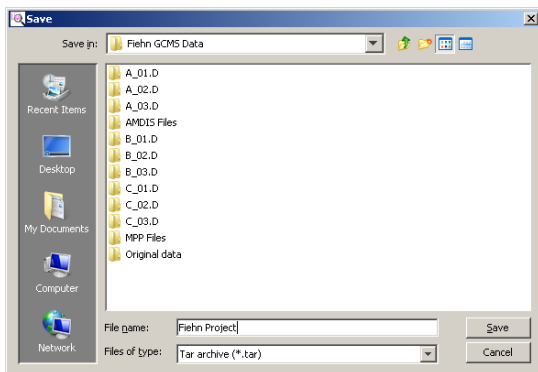 Save
Save in: Fiehn GCMS Data
Recent Items
Desktop
My Documents
Computer
Network
A_01.D
A_02.D
A_03.D
AMDIS Files
B_01.D
B_02.D
B_03.D
C_01.D
C_02.D
C_03.D
MPP Files
Original data
File name: Fiehn Project Save
Files of type: Tar archive (*.tar) Cancel